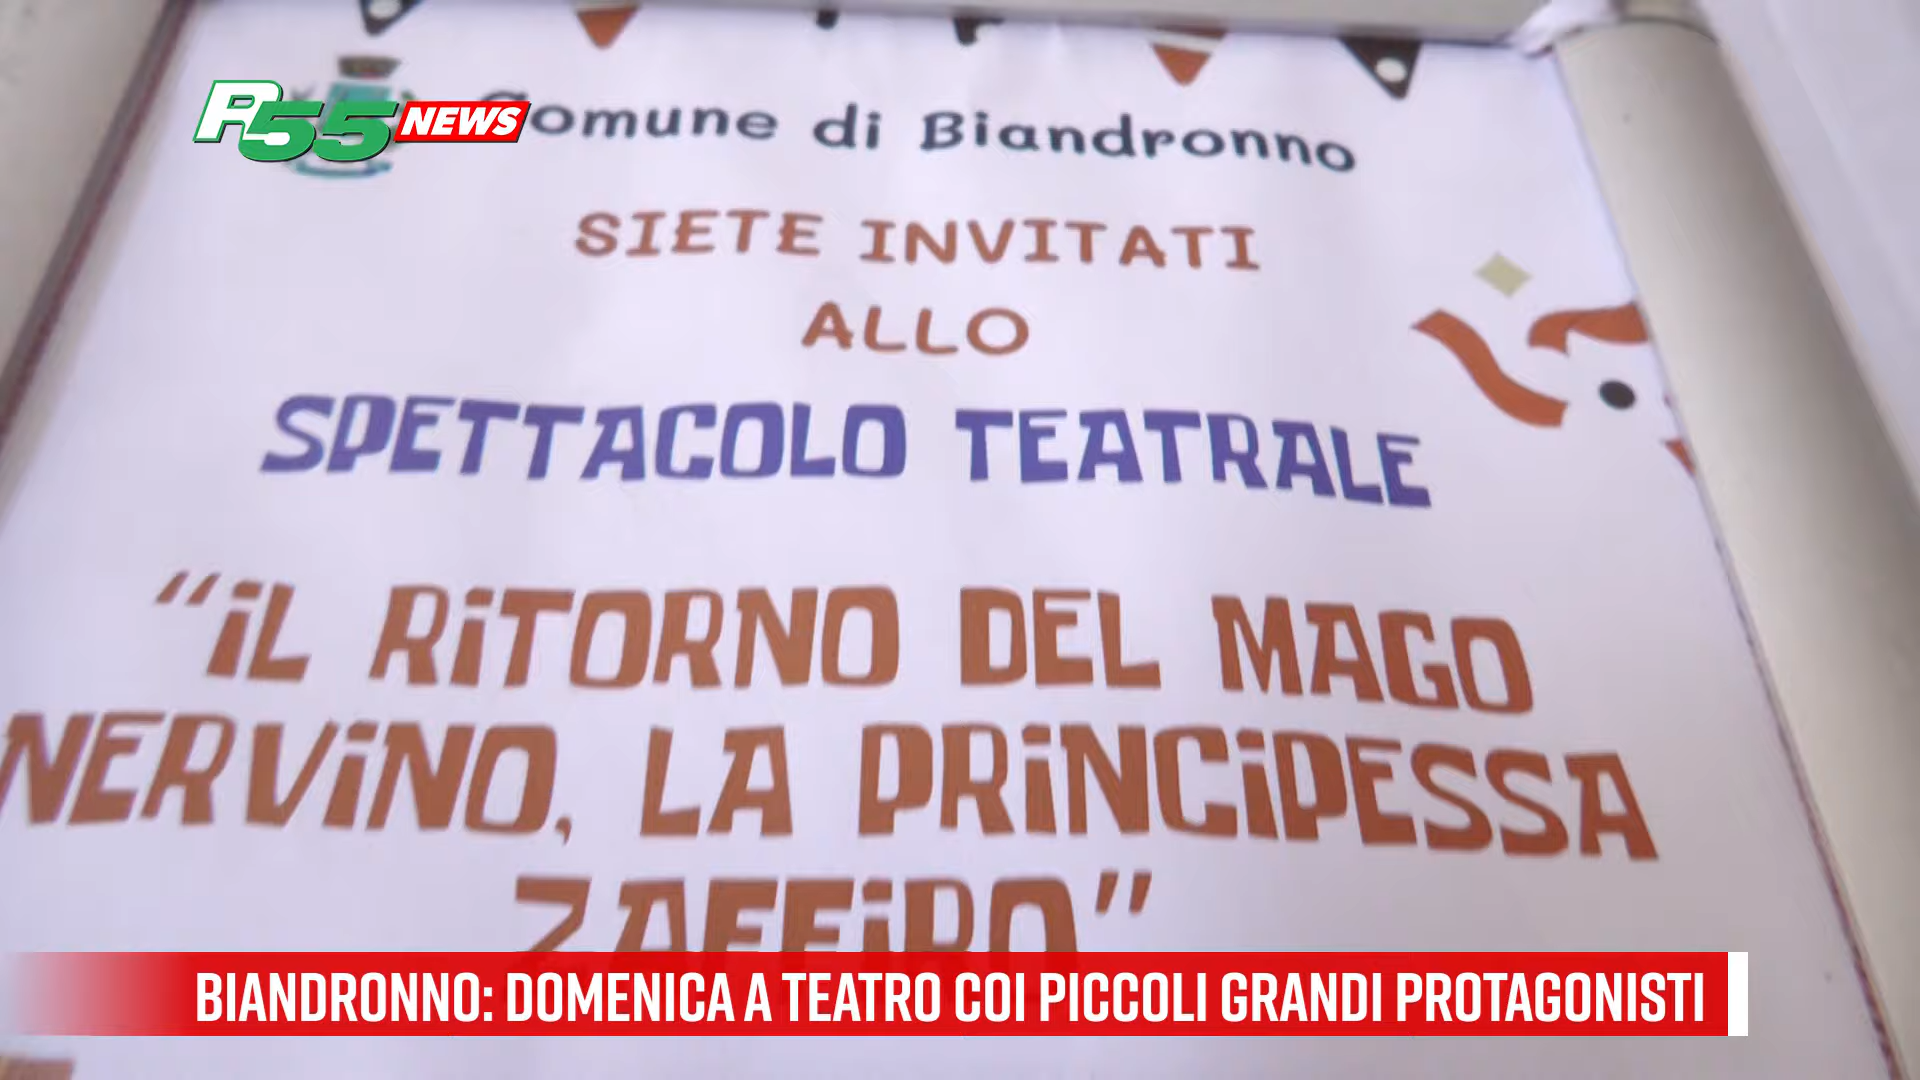 R55 NEWS
Comune di Biandronno
SIETE INVITATI
ALLO
SPETTACOLO TEATRALE
"iL RiTORNO DEL MAGO
NERViNO, LA PRiNCiPESSA
ZAFFiRO"
BIANDRONNO: DOMENICA A TEATRO COI PICCOLI GRANDI PROTAGONISTI